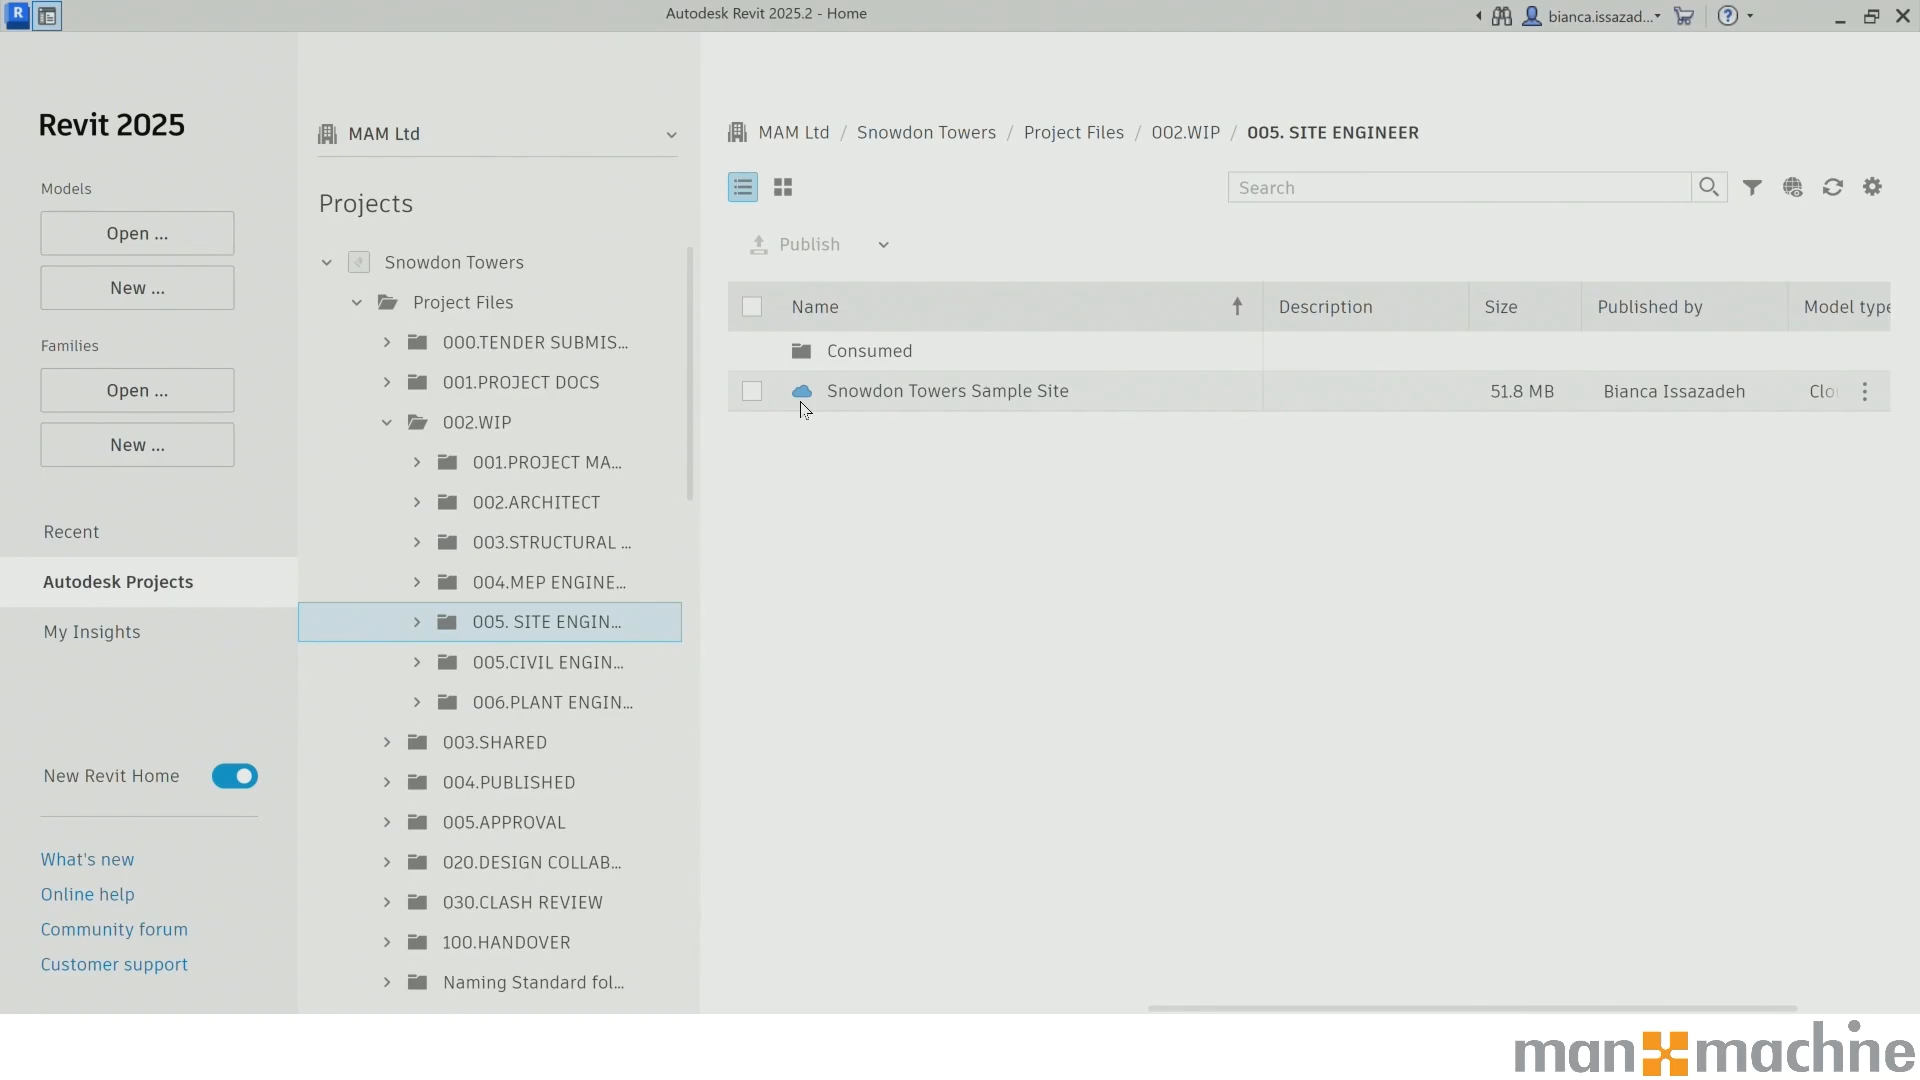 R
Autodesk Revit 2025.2 - Home
bianca.issazad...
?
Revit 2025
Models
Open ...
New ...
Families
Open ...
New ...
Recent
Autodesk Projects
My Insights
New Revit Home
What's new
Online help
Community forum
Customer support
MAM Ltd
Projects
Snowdon Towers
Project Files
000.TENDER SUBMIS...
001.PROJECT DOCS
002.WIP
001.PROJECT MA...
002.ARCHITECT
003.STRUCTURAL ...
004.MEP ENGINE...
005. SITE ENGIN...
005.CIVIL ENGIN...
006.PLANT ENGIN...
003.SHARED
004.PUBLISHED
005.APPROVAL
020.DESIGN COLLAB...
030.CLASH REVIEW
100.HANDOVER
Naming Standard fol...
MAM Ltd / Snowdon Towers / Project Files / 002.WIP / 005. SITE ENGINEER
Search
Publish
Name Description Size Published by Model type
Consumed
Snowdon Towers Sample Site 51.8 MB Bianca Issazadeh Clo
man machine